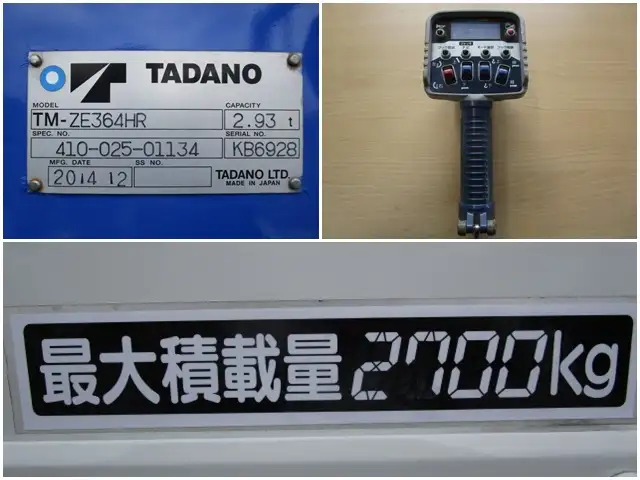 TADANO
MODEL CAPACITY
TM-ZE364HR 2.93 t
SPEC. NO. SERIAL NO.
410-025-01134 KB6928
MFG. DATE SS NO.
2014 12 TADANO LTD.
MADE IN JAPAN
最大積載量2700kg